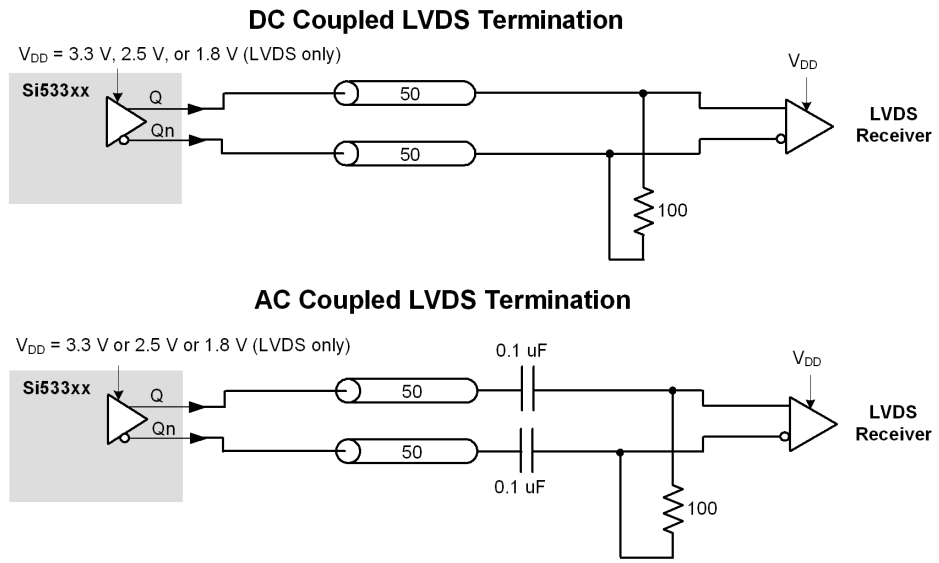 DC Coupled LVDS Termination
VDD = 3.3 V, 2.5 V, or 1.8 V (LVDS only)
Si533xx
Q
Qn
50
50
100
VDD
LVDS
Receiver
AC Coupled LVDS Termination
VDD = 3.3 V or 2.5 V or 1.8 V (LVDS only)
Si533xx
Q
Qn
50
50
0.1 uF
0.1 uF
100
VDD
LVDS
Receiver